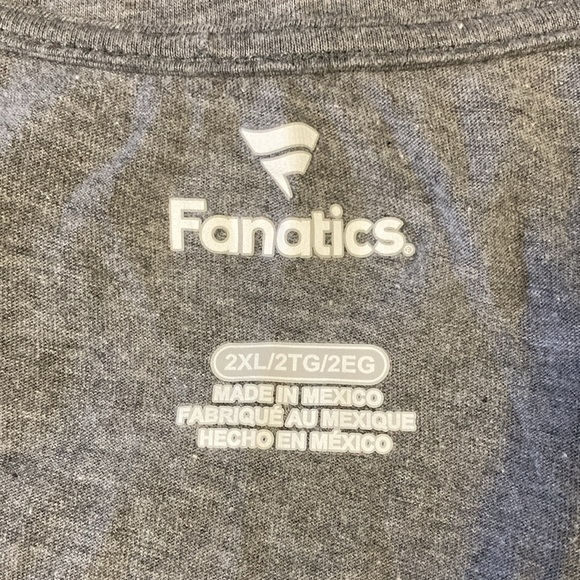 Fanatics.
2XL/2TG/2EG
MADE IN MEXICO
FABRIQUÉ AU MEXIQUE
HECHO EN MÉXICO